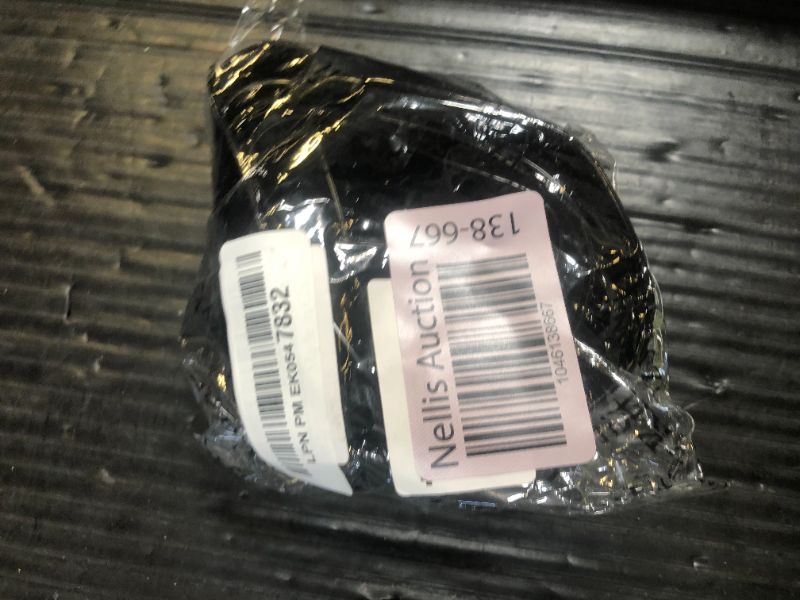 LPN PM EK054 7832
138-667
Nellis Auction
1046138667